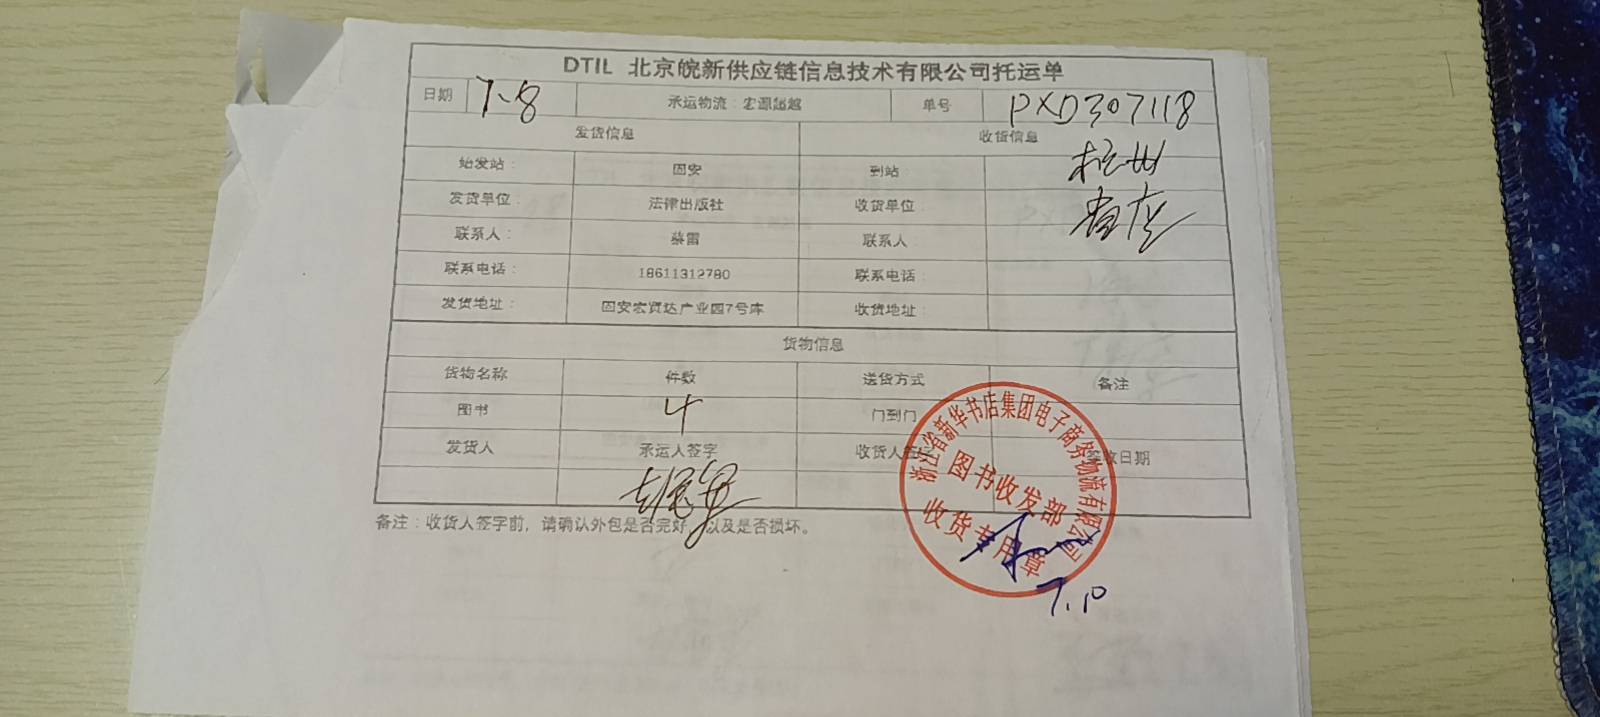 DTIL 北京皖新供应链信息技术有限公司托运单
日期 7-8 承运物流：宏源超越 单号 PXD307118
发货信息 收货信息
始发站： 固安 到站 杭州
发货单位： 法律出版社 收货单位
联系人： 蔡雷 联系人
联系电话： 18611312780 联系电话：
发货地址： 固安宏贤达产业园7号库 收货地址：
货物信息
货物名称 件数 送货方式 备注
图书 4 门到门
发货人 承运人签字 收货人签字 签收日期
备注：收货人签字前，请确认外包是否完好，以及是否损坏。
浙江省新华书店集团电子商务物流有限公司
图书收发部
收货专用章
7.10